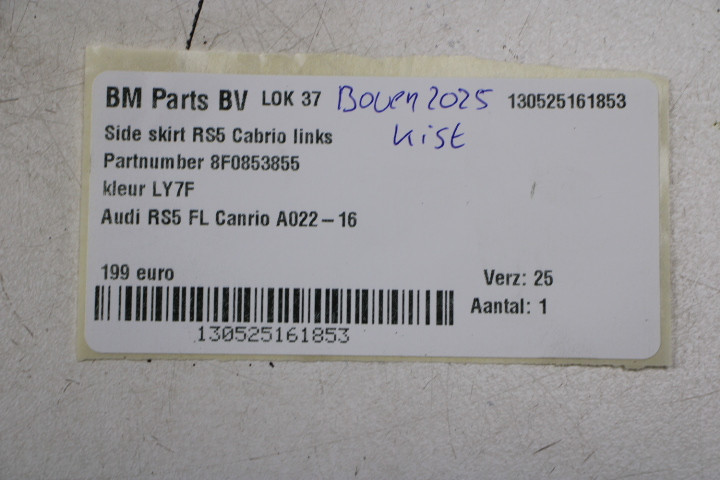 BM Parts BV LOK 37 Boven 2025 130525161853
Side skirt RS5 Cabrio links kist
Partnumber 8F0853855
kleur LY7F
Audi RS5 FL Canrio A022-16
199 euro Verz: 25
Aantal: 1
130525161853